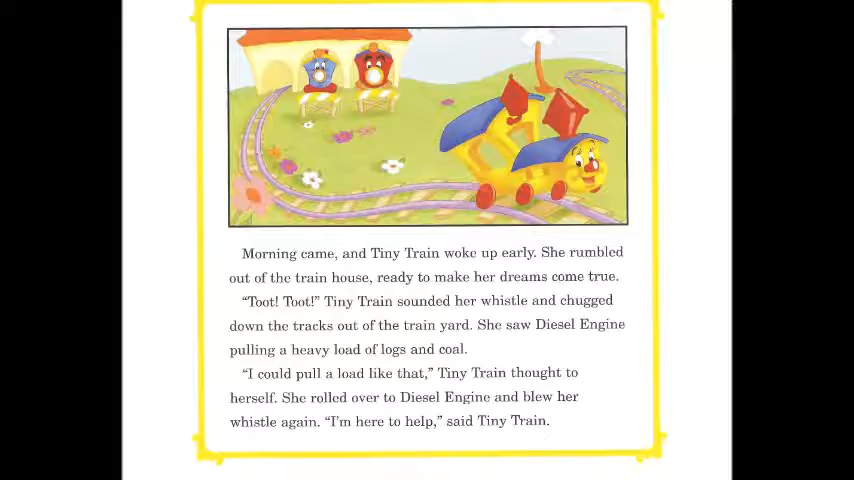 Morning came, and Tiny Train woke up early. She rumbled
out of the train house, ready to make her dreams come true.
“Toot! Toot!” Tiny Train sounded her whistle and chugged
down the tracks out of the train yard. She saw Diesel Engine
pulling a heavy load of logs and coal.
“I could pull a load like that,” Tiny Train thought to
herself. She rolled over to Diesel Engine and blew her
whistle again. “I’m here to help,” said Tiny Train.